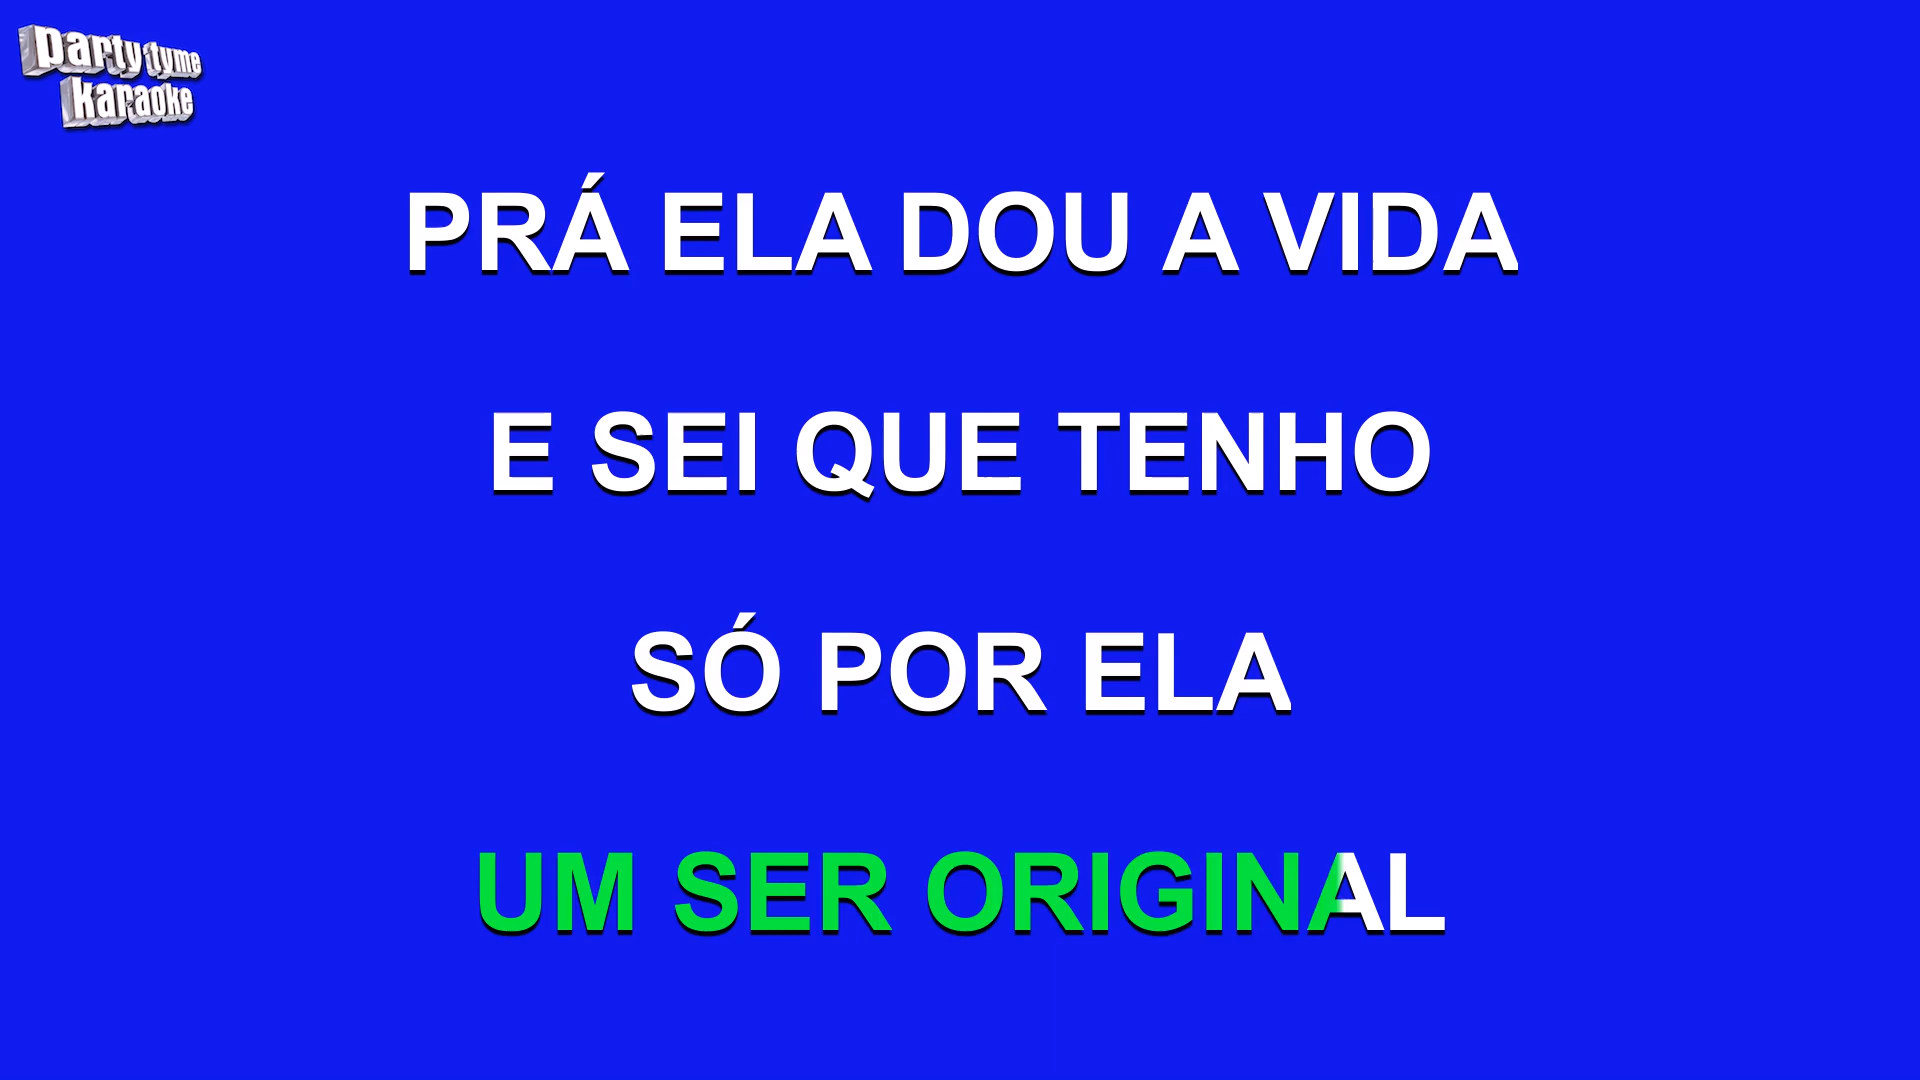 party tyme
karaoke
PRÁ ELA DOU A VIDA
E SEI QUE TENHO
SÓ POR ELA
UM SER ORIGINAL